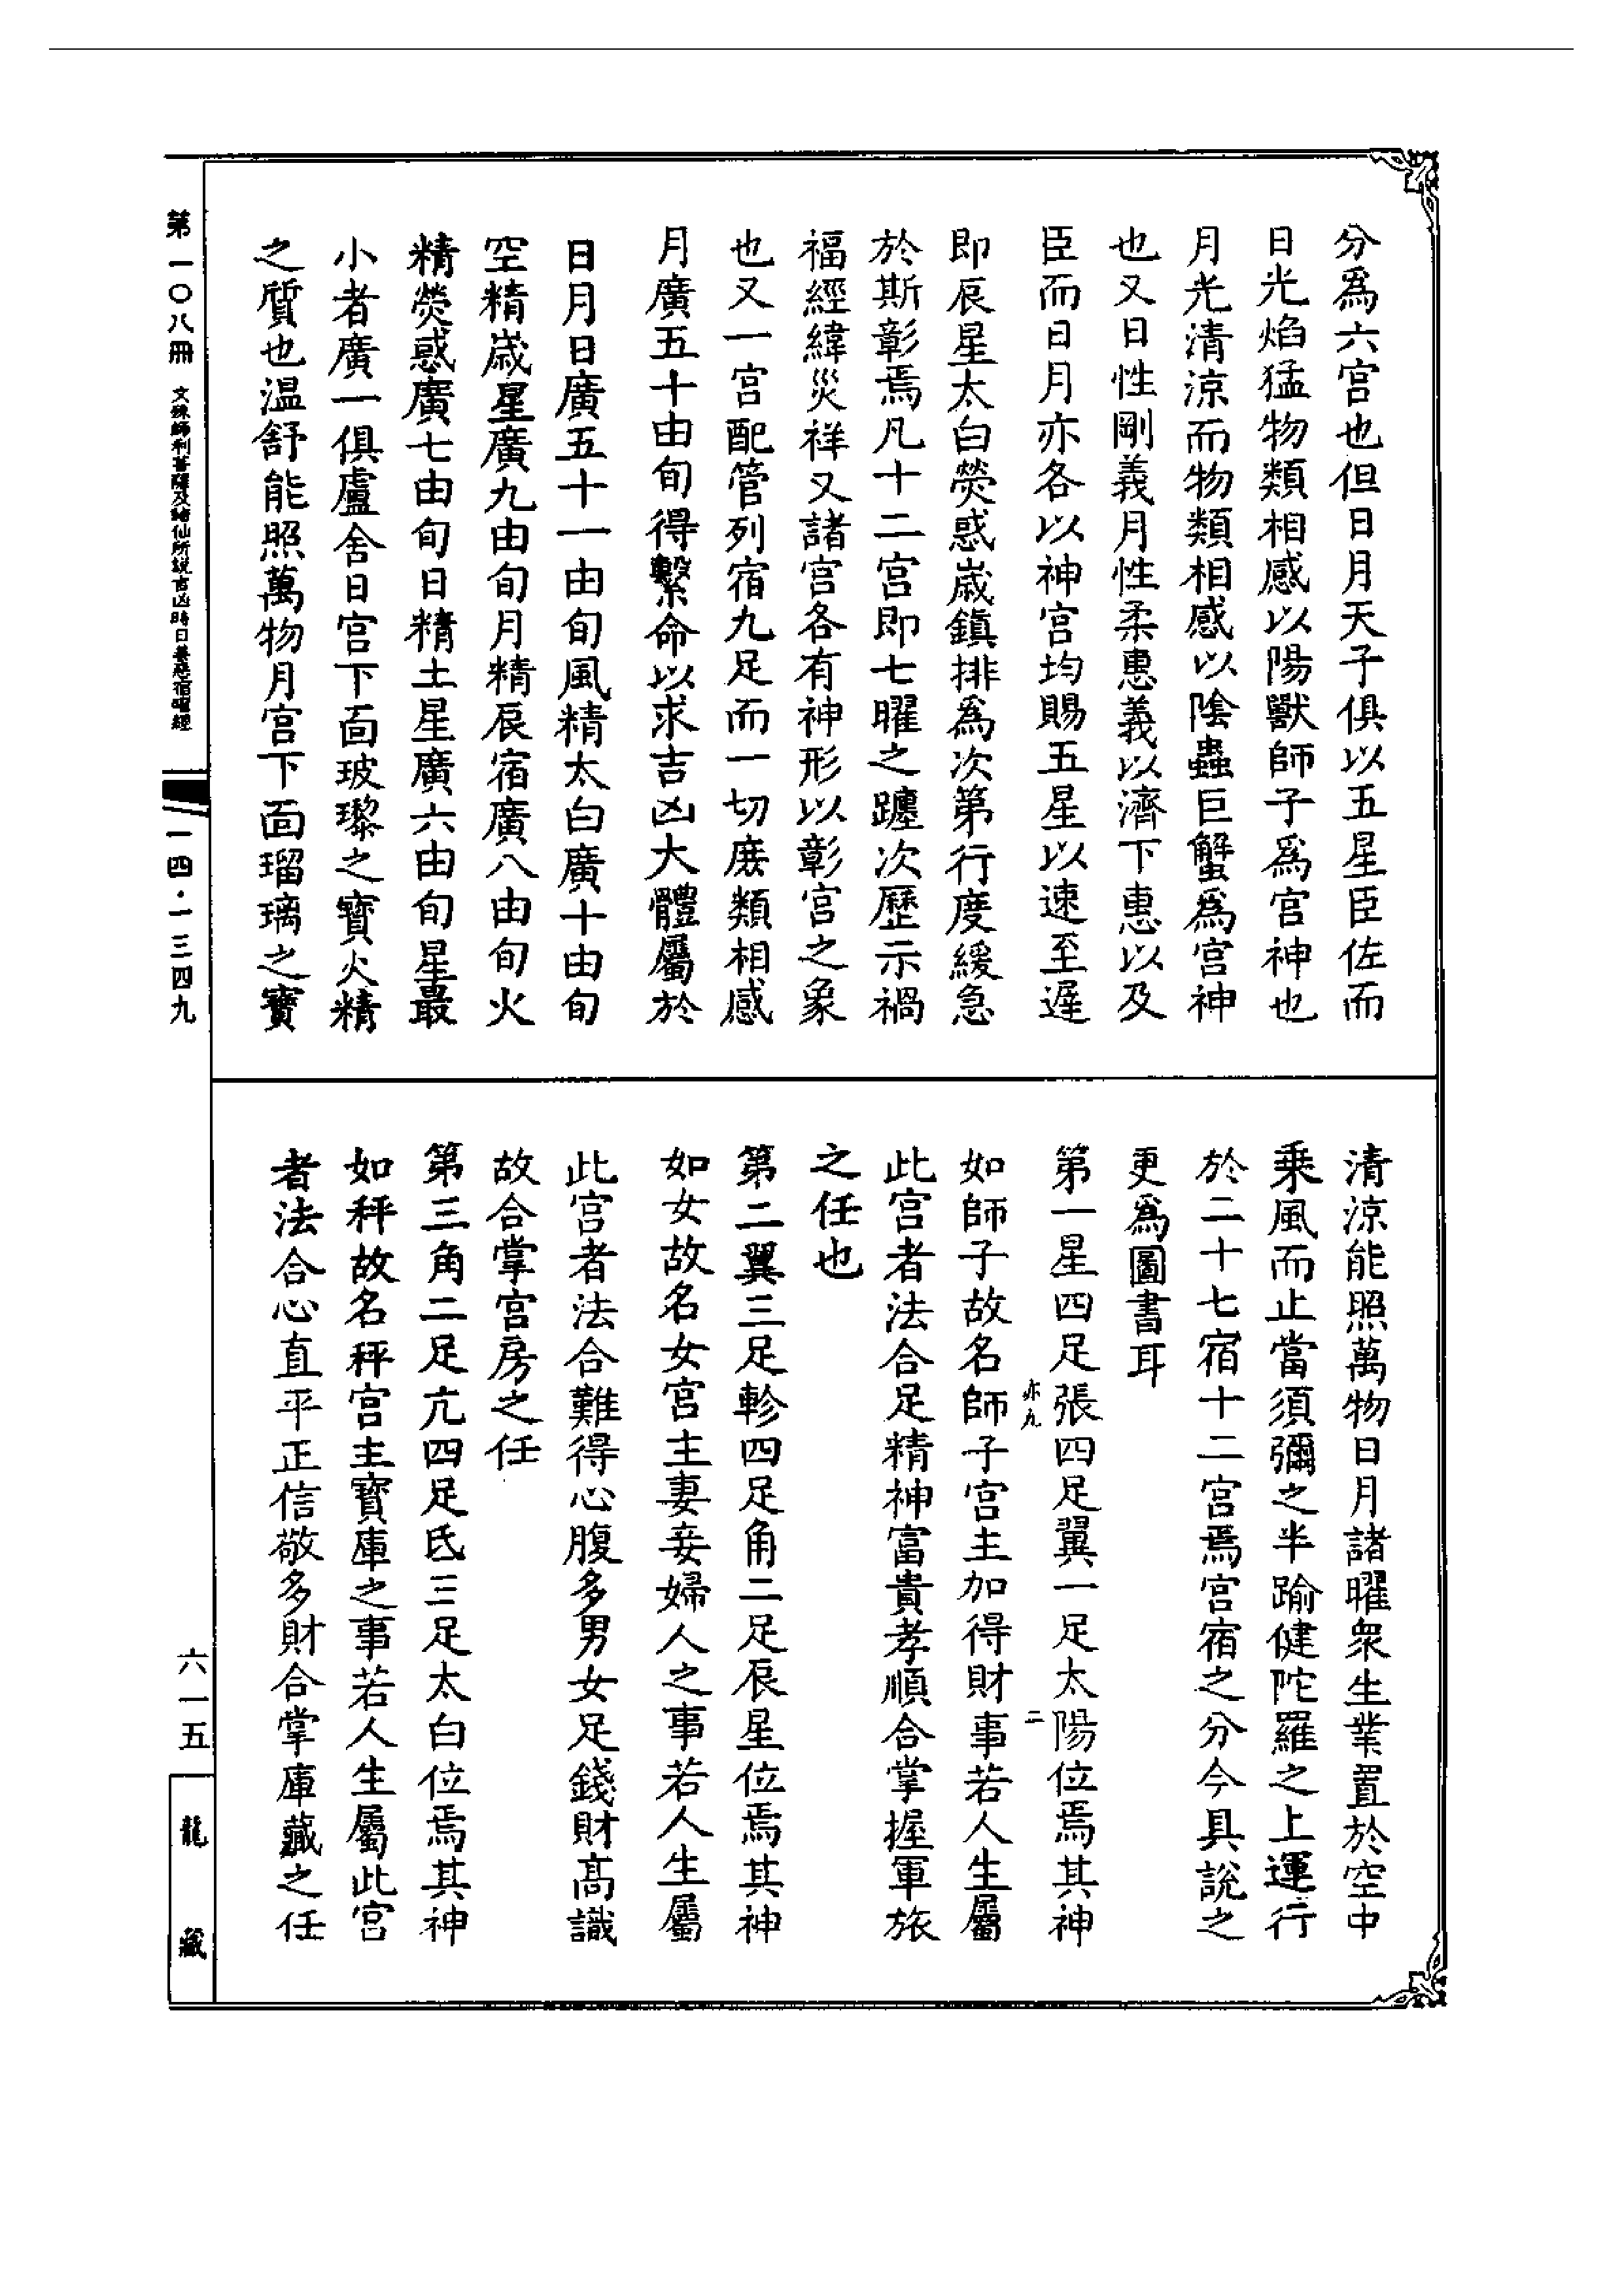 分爲六宮也但日月天子俱以五星臣佐而
日光焰猛物類相感以陽獸師子爲宮神也
月光清涼而物類相感以陰蟲巨蟹爲宮神
也又日性剛義月性柔惠義以濟下惠以及
臣而日月亦各以神宮均賜五星以速至遲
即辰星太白熒惑歲鎮排爲次第行度緩急
於斯彰焉凡十二宮即七曜之躔次歷示禍
福經緯災祥又諸宮各有神形以彰宮之象
也又一宮配管列宿九足而一切庶類相感
月廣五十由旬得繫命以求吉凶大體屬於
日月日廣五十一由旬風精太白廣十由旬
空精歲星廣九由旬月精辰宿廣八由旬火
精熒惑廣七由旬日精土星廣六由旬星最
小者廣一俱盧舍日宮下面玻瓈之寶火精
之質也温舒能照萬物月宮下面瑠璃之寶
清涼能照萬物日月諸曜衆生業置於空中
乘風而止當須彌之半踰健陀羅之上運行
於二十七宿十二宮焉宮宿之分今具說之
更爲圖書耳
第一星四足張四足翼一足太陽位焉其神
亦九
二
如師子故名師子宮主加得財事若人生屬
此宮者法合足精神富貴孝順合掌握軍旅
之任也
第二翼三足軫四足角二足辰星位焉其神
如女故名女宮主妻妾婦人之事若人生屬
此宮者法合難得心腹多男女足錢財高識
故合掌宮房之任
第三角二足亢四足氐三足太白位焉其神
如秤故名秤宮主寶庫之事若人生屬此宮
者法合心直平正信敬多財合掌庫藏之任
第一〇八冊
文殊師利菩薩及諸仙所說吉凶時日善惡宿曜經
一四·一三四九
六一五
龍藏